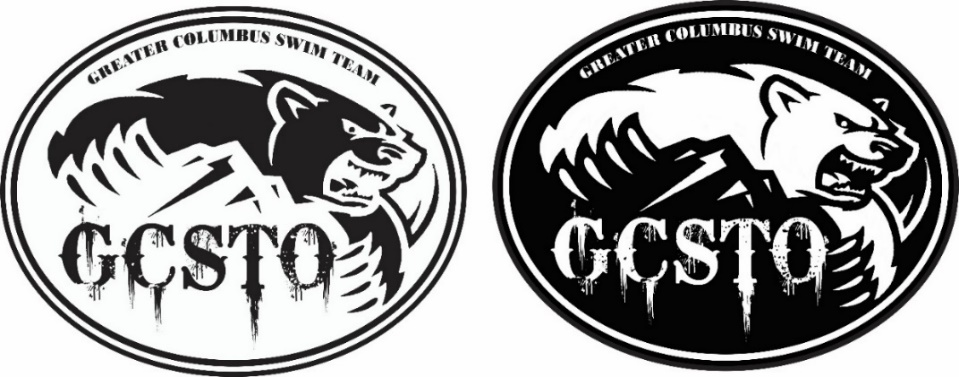 GREATER COLUMBUS SWIM TEAM
GCSTO
GREATER COLUMBUS SWIM TEAM
GCSTO